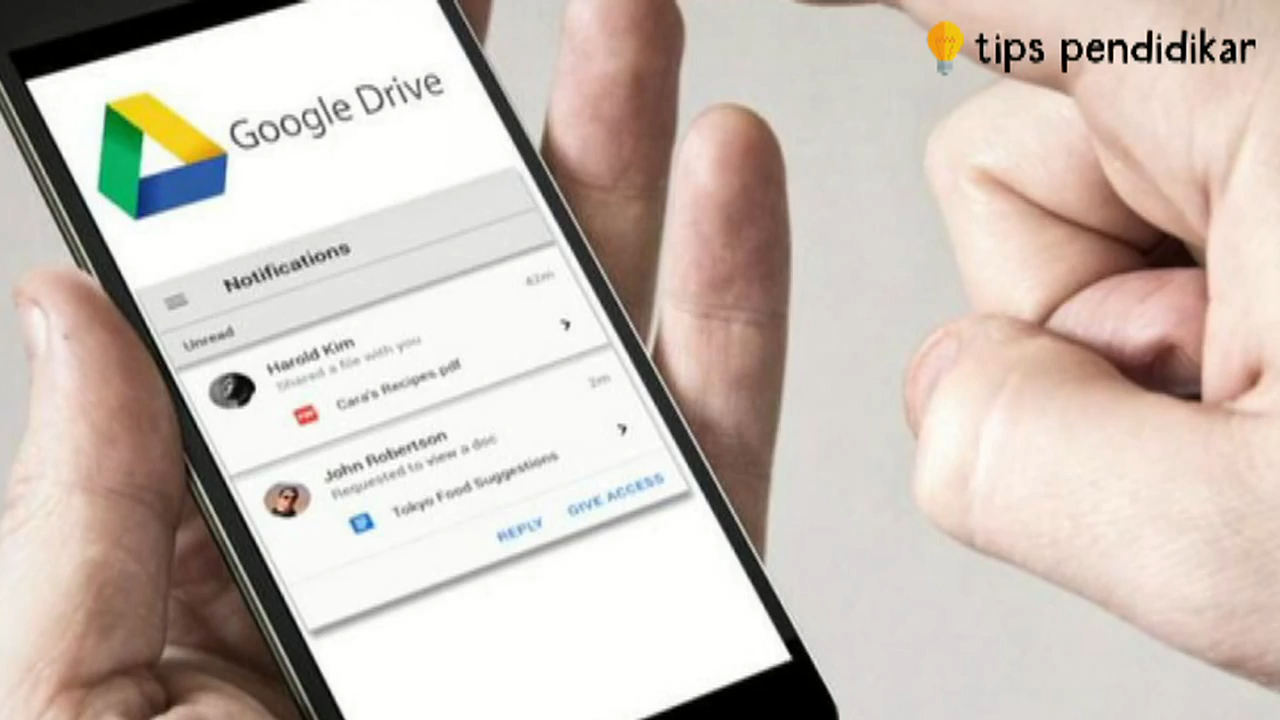 tips pendidikar
Google Drive
Notifications
Unread
42m
Harold Kim
Shared a file with you
Cara's Recipes pdf
2m
John Robertson
Requested to view a doc
Tokyo Food Suggestions
REPLY GIVE ACCESS